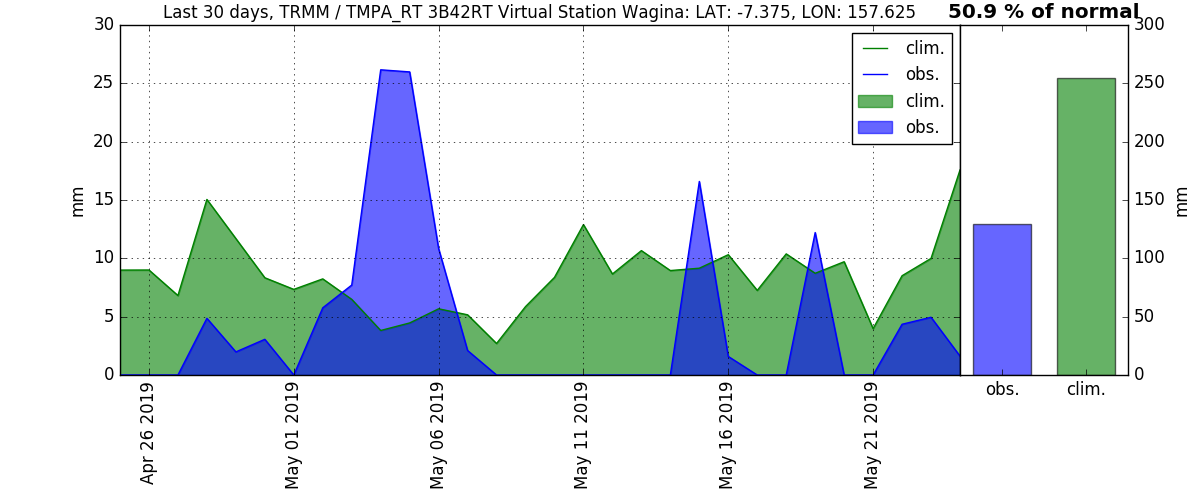 Last 30 days, TRMM / TMPA_RT 3B42RT Virtual Station Wagina: LAT: -7.375, LON: 157.625
50.9 % of normal
30
25
20
15
10
5
0
mm
clim.
obs.
clim.
obs.
Apr 26 2019
May 01 2019
May 06 2019
May 11 2019
May 16 2019
May 21 2019
300
250
200
150
100
50
0
mm
obs.
clim.